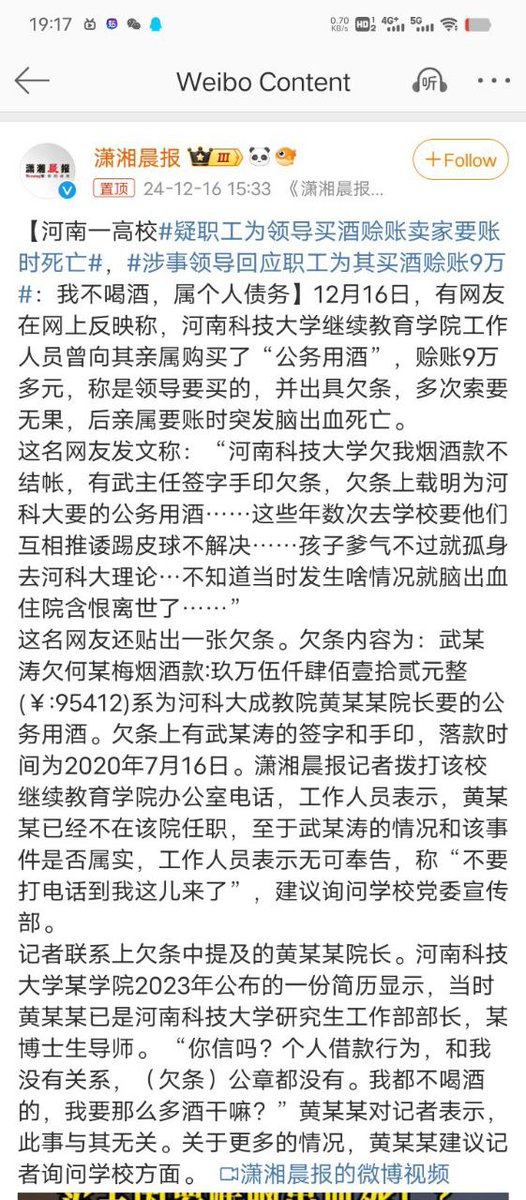 19:17
0.70
KB/s
HD 1 2
4G+
5G
Weibo Content
听
潇湘晨报
III
+Follow
置顶 24-12-16 15:33 《潇湘晨报...
【河南一高校#疑职工为领导买酒赊账卖家要账
时死亡#，#涉事领导回应职工为其买酒赊账9万
#：我不喝酒，属个人债务】12月16日，有网友
在网上反映称，河南科技大学继续教育学院工作
人员曾向其亲属购买了“公务用酒”，赊账9万
多元，称是领导要买的，并出具欠条，多次索要
无果，后亲属要账时突发脑出血死亡。
这名网友发文称：“河南科技大学欠我烟酒款不
结帐，有武主任签字手印欠条，欠条上载明为河
科大要的公务用酒……这些年数次去学校要他们
互相推诿踢皮球不解决……孩子爹气不过就孤身
去河科大理论…不知道当时发生啥情况就脑出血
住院含恨离世了……”
这名网友还贴出一张欠条。欠条内容为：武某
涛欠何某梅烟酒款:玖万伍仟肆佰壹拾贰元整
(￥:95412)系为河科大成教院黄某某院长要的公
务用酒。欠条上有武某涛的签字和手印，落款时
间为2020年7月16日。潇湘晨报记者拨打该校
继续教育学院办公室电话，工作人员表示，黄某
某已经不在该院任职，至于武某涛的情况和该事
件是否属实，工作人员表示无可奉告，称“不要
打电话到我这儿来了”，建议询问学校党委宣传
部。
记者联系上欠条中提及的黄某某院长。河南科技
大学某学院2023年公布的一份简历显示，当时
黄某某已是河南科技大学研究生工作部部长，某
博士生导师。“你信吗？个人借款行为，和我
没有关系，（欠条）公章都没有。我都不喝酒
的，我要那么多酒干嘛？”黄某某对记者表示，
此事与其无关。关于更多的情况，黄某某建议记
者询问学校方面。 潇湘晨报的微博视频